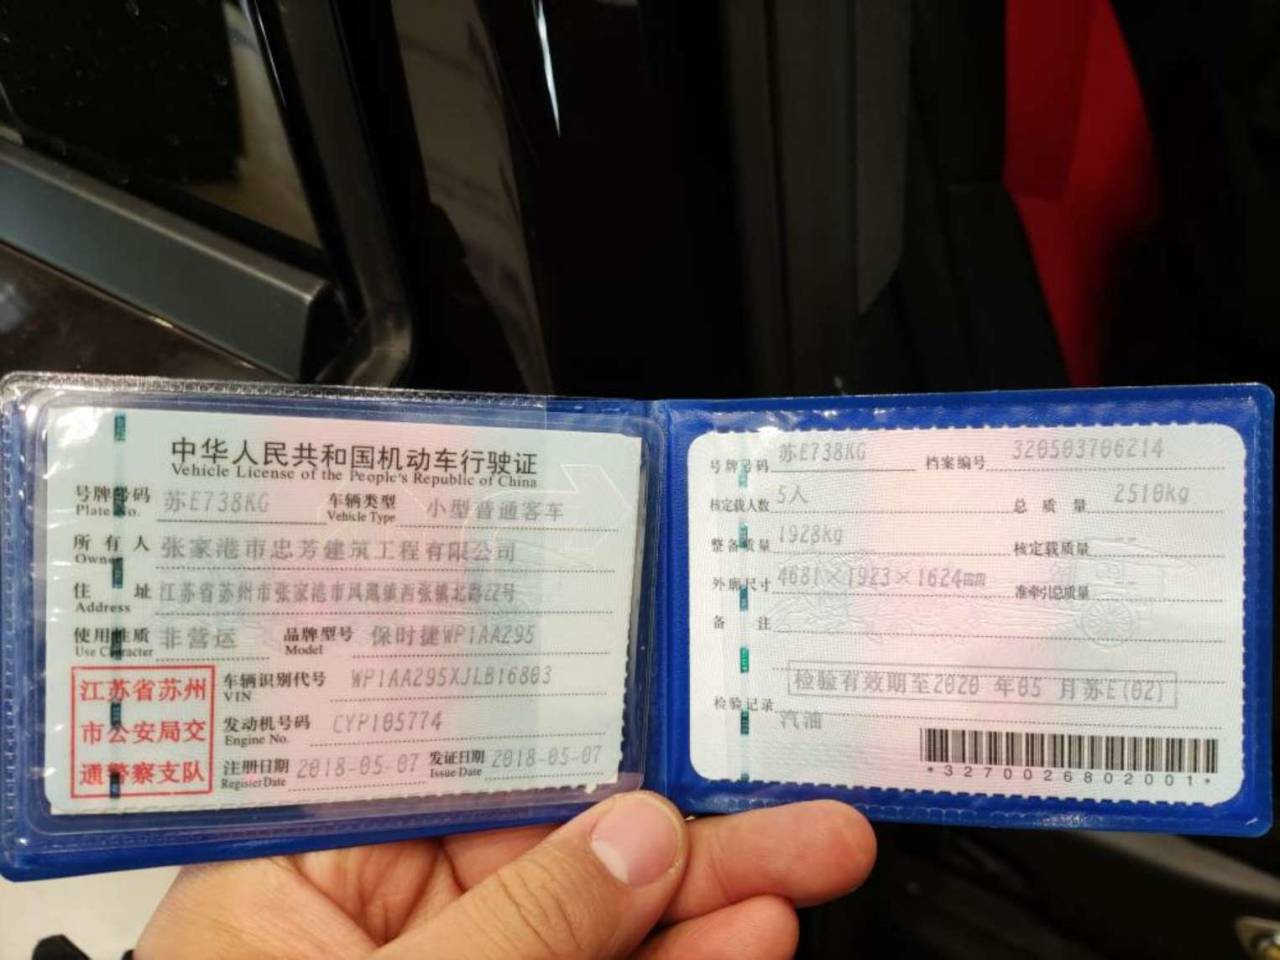 中华人民共和国机动车行驶证
Vehicle License of the People's Republic of China
号牌号码 苏E738KG 车辆类型 小型普通客车
Plate No. Vehicle Type
所有人 张家港市忠芳建筑工程有限公司
Owner
住址 江苏省苏州市张家港市凤凰镇西张镇北路22号
Address
使用性质 非营运 品牌型号 保时捷WP1AA295
Use Character Model
江苏省苏州
市公安局交
通警察支队
车辆识别代号 WP1AA295XJLB16803
VIN
发动机号码 CYP105774
Engine No.
注册日期 2018-05-07 发证日期 2018-05-07
Register Date Issue Date
号牌号码 苏E738KG 档案编号 320503706214
核定载人数 5人 总质量 2510kg
整备质量 1928kg 核定载质量 --
外廓尺寸 4681×1923×1624mm 准牵引总质量 --
备注
检验有效期至2020 年05 月苏E(02)
检验记录
汽油
*3270026802001*